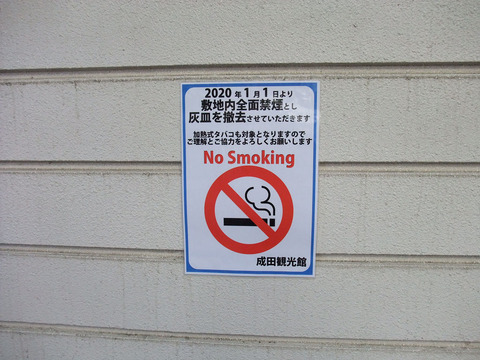 2020年1月1日より
敷地内全面禁煙とし
灰皿を撤去させていただきます
加熱式タバコも対象となりますので
ご理解とご協力をよろしくお願いします
No Smoking
成田観光館